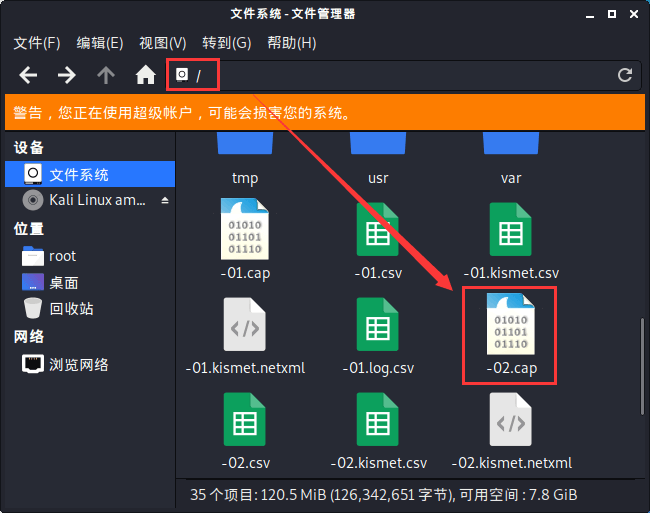 文件系统 - 文件管理器
文件(F) 编辑(E) 视图(V) 转到(G) 帮助(H)
/
警告，您正在使用超级帐户，可能会损害您的系统。
设备
文件系统
Kali Linux am...
位置
root
桌面
回收站
网络
浏览网络
tmp usr var
01010
01101
01110
-01.cap -01.csv -01.kismet.csv
01010
01101
01110
-01.kismet.netxml -01.log.csv -02.cap
-02.csv -02.kismet.csv -02.kismet.netxml
35 个项目: 120.5 MiB (126,342,651 字节), 可用空间 : 7.8 GiB